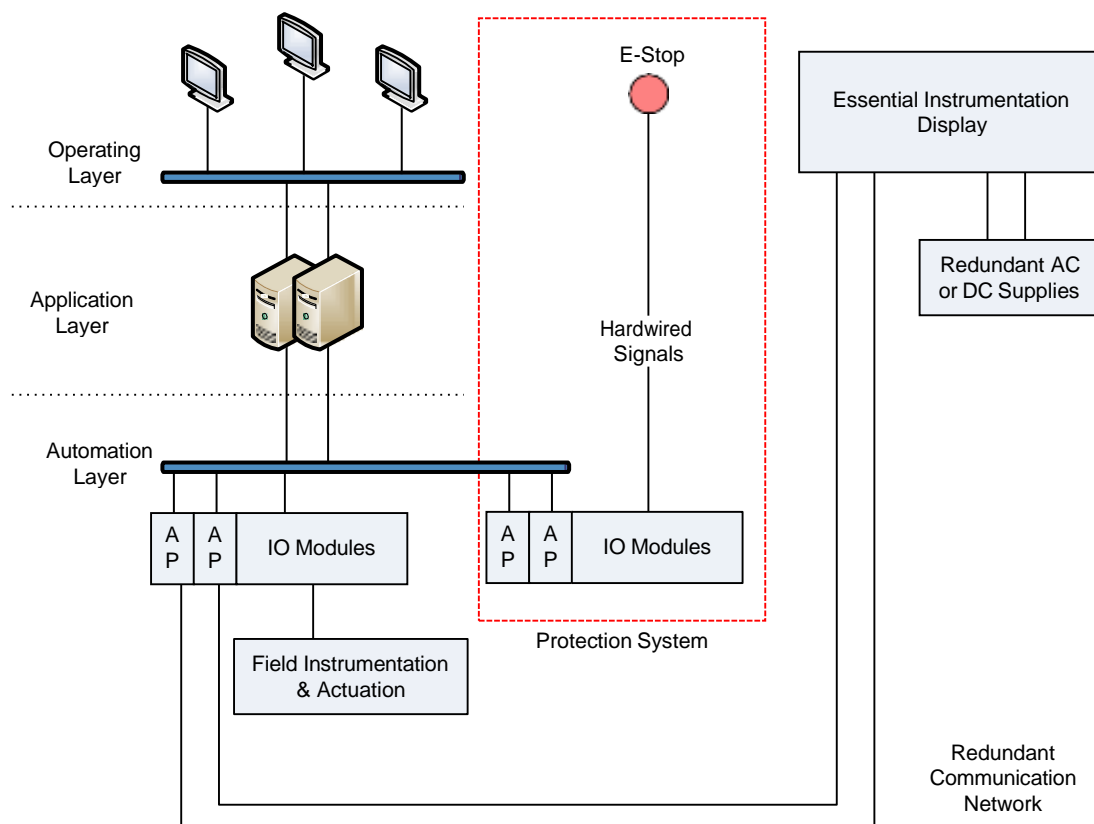 E-Stop
Essential Instrumentation
Display
Operating
Layer
Redundant AC
or DC Supplies
Application
Layer
Hardwired
Signals
Automation
Layer
A
P
A
P
IO Modules
A
P
A
P
IO Modules
Protection System
Field Instrumentation
& Actuation
Redundant
Communication
Network